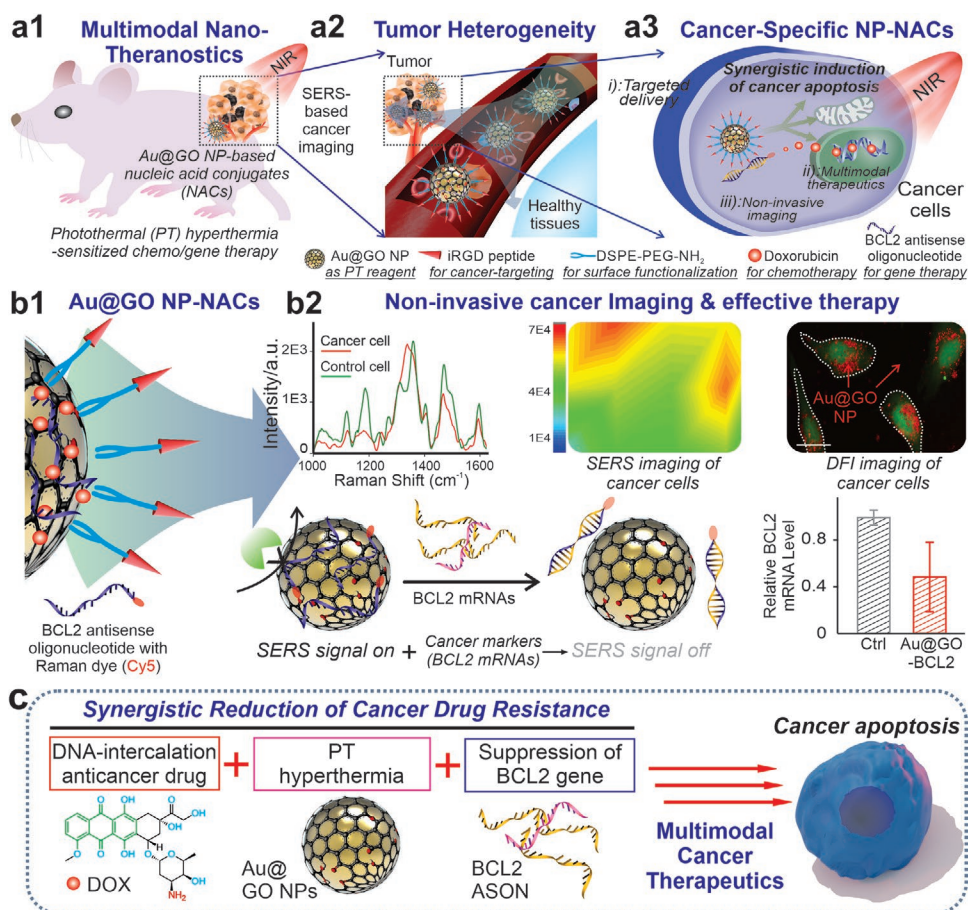 a1
Multimodal Nano-
Theranostics
NIR
Au@GO NP-based
nucleic acid conjugates
(NACs)
Photothermal (PT) hyperthermia
-sensitized chemo/gene therapy
SERS-
based
cancer
imaging
a2
Tumor Heterogeneity
Tumor
Healthy
tissues
a3
Cancer-Specific NP-NACs
i):Targeted
delivery
Synergistic induction
of cancer apoptosis
NIR
ii):Multimodal
therapeutics
iii):Non-invasive
imaging
Cancer
cells
Au@GO NP
as PT reagent
iRGD peptide
for cancer-targeting
DSPE-PEG-NH₂
for surface functionalization
Doxorubicin
for chemotherapy
BCL2 antisense
oligonucleotide
for gene therapy
b1
Au@GO NP-NACs
BCL2 antisense
oligonucleotide with
Raman dye (Cy5)
b2
Non-invasive cancer Imaging & effective therapy
Intensity/a.u.
2E3
1E3
0
Cancer cell
Control cell
1000 1200 1400 1600
Raman Shift (cm⁻¹)
7E4
4E4
1E4
SERS imaging of
cancer cells
Au@GO
NP
DFI imaging of
cancer cells
BCL2 mRNAs
SERS signal on + Cancer markers
(BCL2 mRNAs)
SERS signal off
Relative BCL2
mRNA Level
0.8
0.4
0
Ctrl
Au@GO
-BCL2
c
Synergistic Reduction of Cancer Drug Resistance
DNA-intercalation
anticancer drug
+
PT
hyperthermia
+
Suppression of
BCL2 gene
O OH O
OH
OH
O O OH O
H
O
O
OH
NH₂
DOX
Au@
GO NPs
BCL2
ASON
Multimodal
Cancer
Therapeutics
Cancer apoptosis